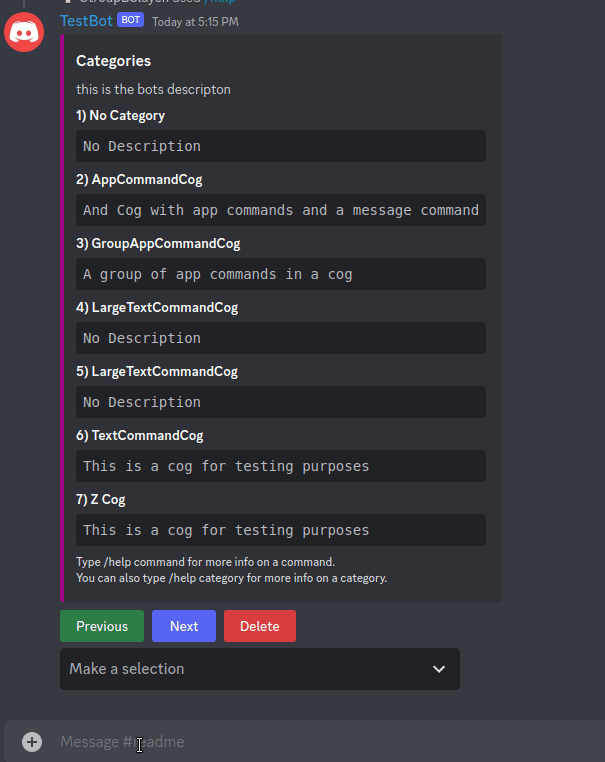 used /help
TestBot BOT Today at 5:15 PM
Categories
this is the bots descripton
1) No Category
No Description
2) AppCommandCog
And Cog with app commands and a message command
3) GroupAppCommandCog
A group of app commands in a cog
4) LargeTextCommandCog
No Description
5) LargeTextCommandCog
No Description
6) TextCommandCog
This is a cog for testing purposes
7) Z Cog
This is a cog for testing purposes
Type /help command for more info on a command.
You can also type /help category for more info on a category.
Previous Next Delete
Make a selection
Message #readme